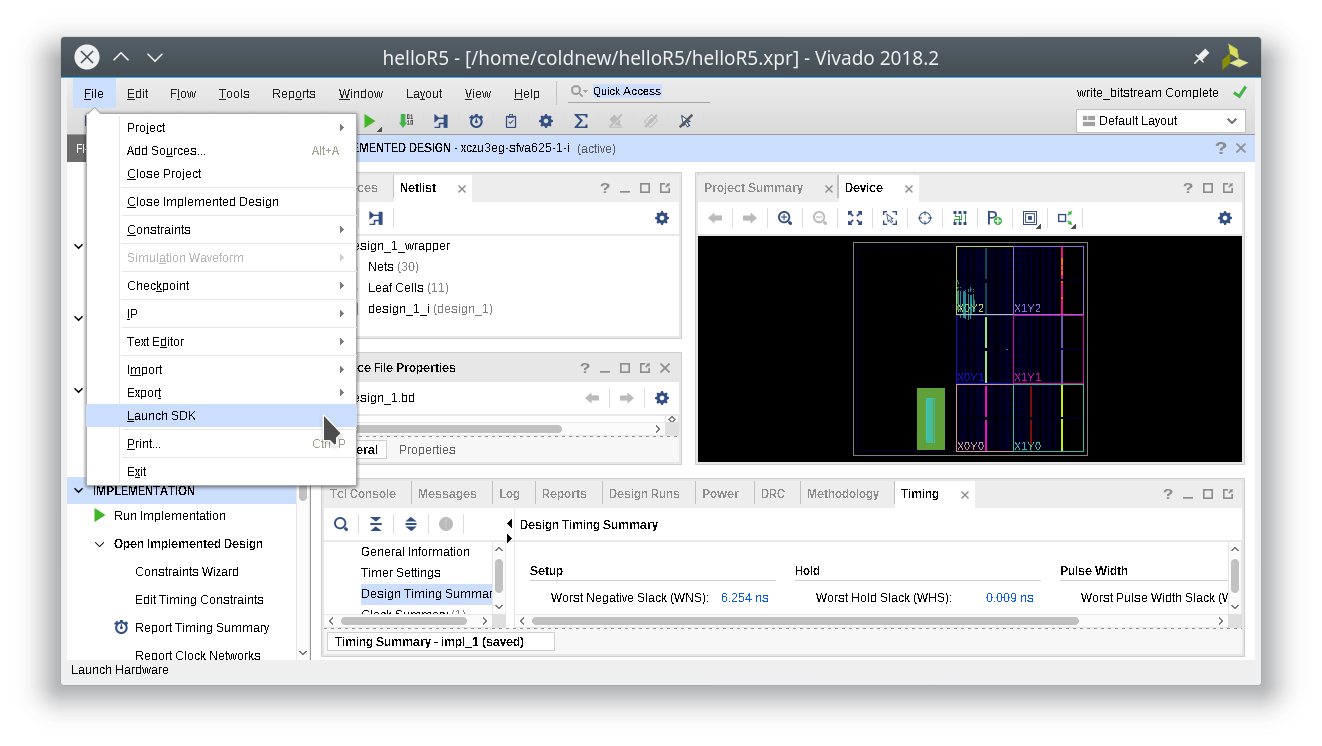 helloR5 - [/home/coldnew/helloR5/helloR5.xpr] - Vivado 2018.2
File Edit Flow Tools Reports Window Layout View Help Quick Access
write_bitstream Complete
Default Layout
Project
Add Sources... Alt+A
Close Project
Close Implemented Design
Constraints
Simulation Waveform
Checkpoint
IP
Text Editor
Import
Export
Launch SDK
Print...
Exit
EMENTED DESIGN - xczu3eg-sfva625-1-i (active)
ces Netlist
esign_1_wrapper
Nets (30)
Leaf Cells (11)
design_1_i (design_1)
ce File Properties
esign_1.bd
eral Properties
Project Summary Device
X0Y2 X1Y2
X0Y1 X1Y1
X0Y0 X1Y0
IMPLEMENTATION
Run Implementation
Open Implemented Design
Constraints Wizard
Edit Timing Constraints
Report Timing Summary
Report Clock Networks
Tcl Console Messages Log Reports Design Runs Power DRC Methodology Timing
General Information
Timer Settings
Design Timing Summar
Clock Summary (1)
Design Timing Summary
Setup Hold Pulse Width
Worst Negative Slack (WNS): 6.254 ns Worst Hold Slack (WHS): 0.009 ns Worst Pulse Width Slack (W
Timing Summary - impl_1 (saved)
Launch Hardware